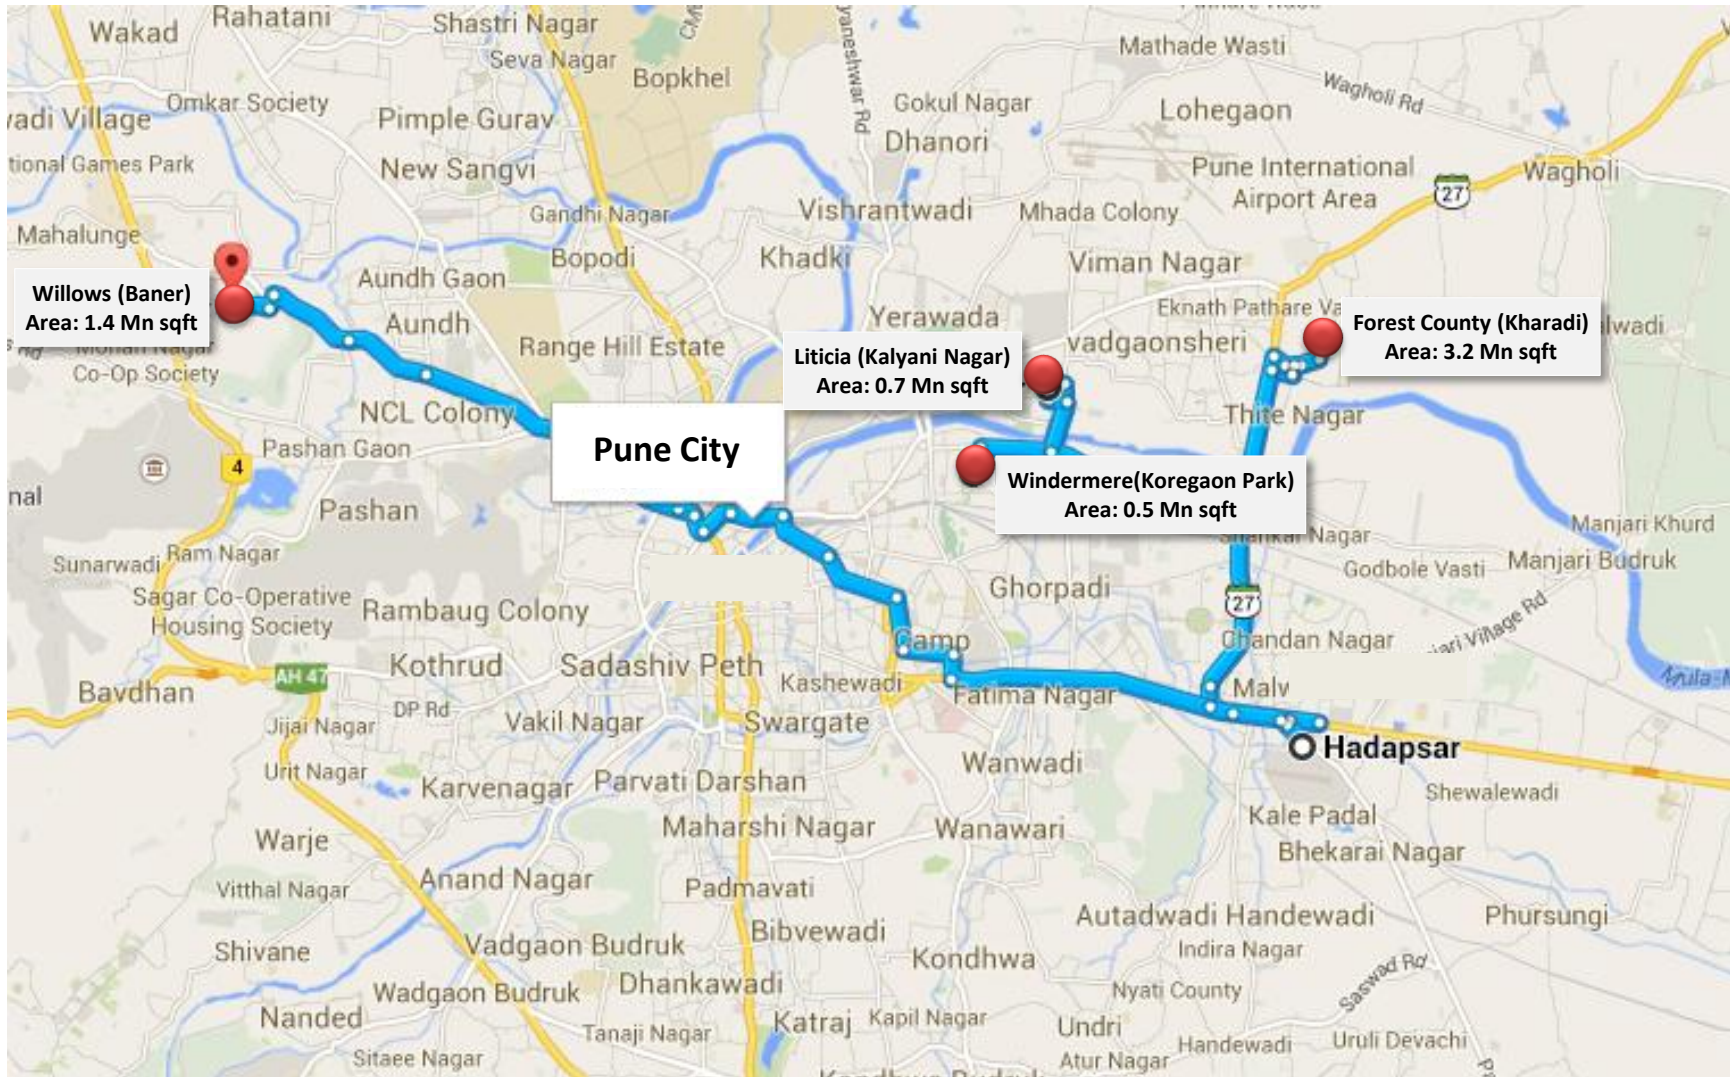 Wakad
Rahatani
Shastri Nagar
Seva Nagar
Bopkhel
Mathade Wasti
Wagholi Rd
Omkar Society
Gokul Nagar
Lohegaon
Pimple Gurav
Dhanori
tional Games Park
New Sangvi
Pune International
Airport Area
Wagholi
27
Gandhi Nagar
Vishrantwadi
Mhada Colony
Mahalunge
Bopodi
Khadki
Viman Nagar
Aundh Gaon
Willows (Baner)
Area: 1.4 Mn sqft
Eknath Pathare Va
Aundh
Yerawada
Forest County (Kharadi)
Area: 3.2 Mn sqft
Range Hill Estate
vadgaonsheri
Liticia (Kalyani Nagar)
Area: 0.7 Mn sqft
Co-Op Society
NCL Colony
Thite Nagar
Pashan Gaon
Pune City
4
Windermere(Koregaon Park)
Area: 0.5 Mn sqft
Pashan
Manjari Khurd
Sunarwadi
Ram Nagar
Manjari Budruk
Godbole Vasti
Ghorpadi
Sagar Co-Operative
Housing Society
Rambaug Colony
27
Camp
Chandan Nagar
Kothrud
Sadashiv Peth
AH 47
Kashewadi
Bavdhan
Fatima Nagar
DP Rd
Jijai Nagar
Vakil Nagar
Swargate
Hadapsar
Wanwadi
Urit Nagar
Karvenagar
Parvati Darshan
Shewalewadi
Kale Padal
Warje
Maharshi Nagar
Wanawari
Bhekarai Nagar
Vitthal Nagar
Anand Nagar
Padmavati
Autadwadi Handewadi
Phursungi
Shivane
Vadgaon Budruk
Bibvewadi
Kondhwa
Indira Nagar
Saswad Rd
Wadgaon Budruk
Dhankawadi
Nyati County
Nanded
Tanaji Nagar
Katraj
Kapil Nagar
Undri
Handewadi
Uruli Devachi
Sitaee Nagar
Atur Nagar